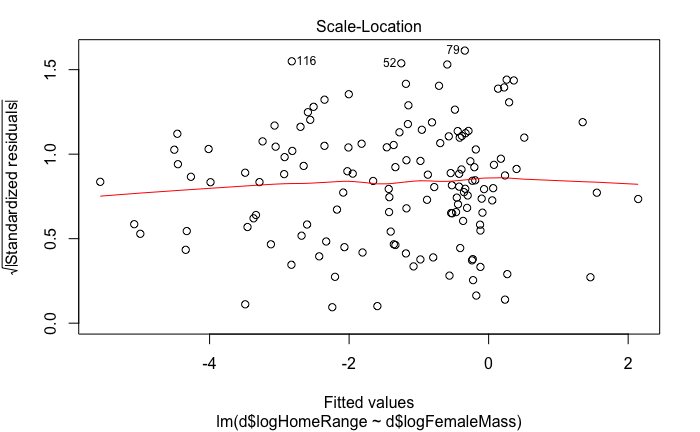 Scale-Location
√|Standardized residuals|
1.5
1.0
0.5
0.0
116
52
79
-4
-2
0
2
Fitted values
lm(d$logHomeRange ~ d$logFemaleMass)